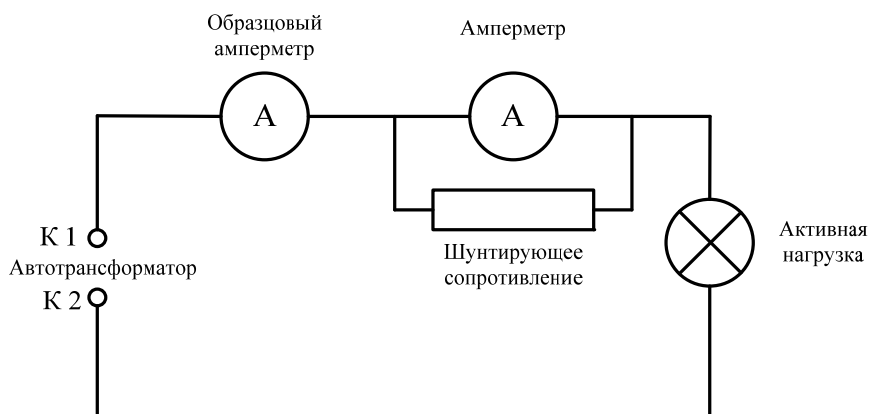 Образцовый
амперметр
Амперметр
А
А
К 1
Автотрансформатор
К 2
Шунтирующее
сопротивление
Активная
нагрузка